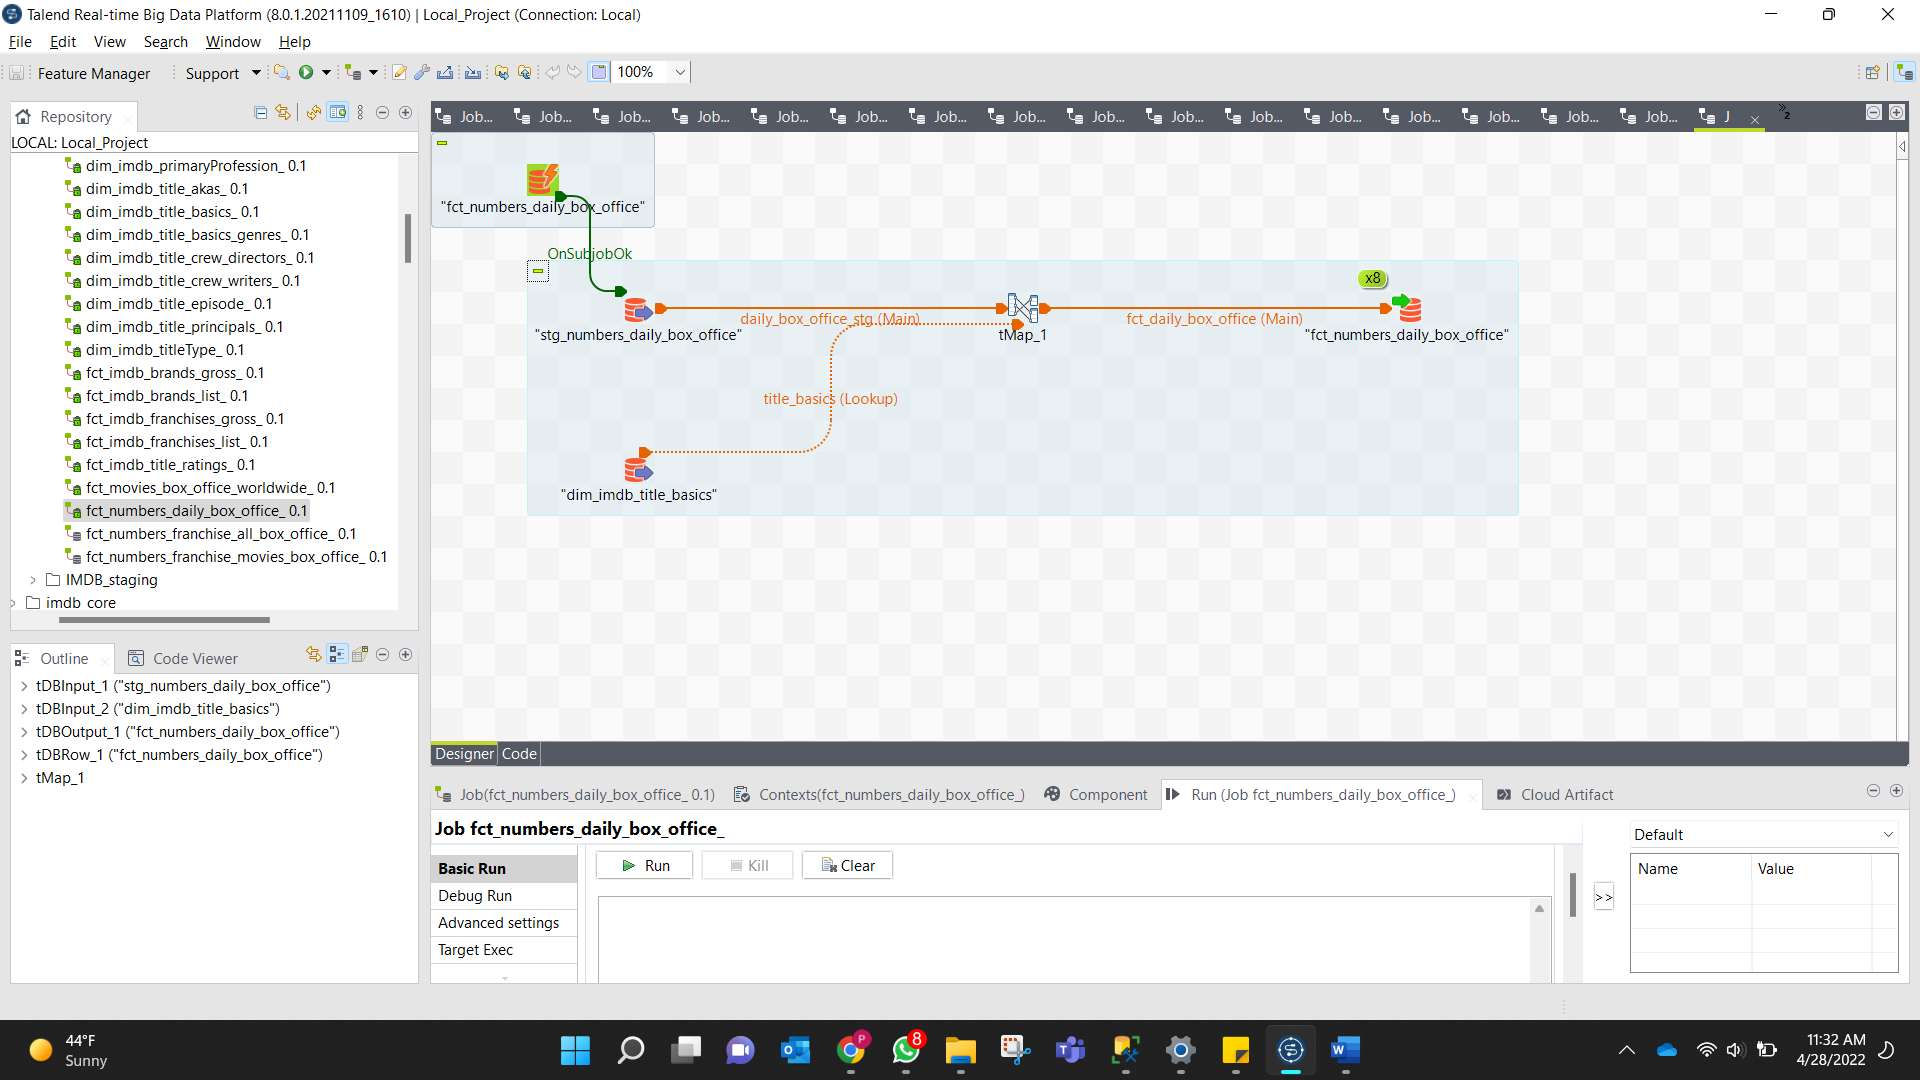 Talend Real-time Big Data Platform (8.0.1.20211109_1610) | Local_Project (Connection: Local)
File Edit View Search Window Help
Feature Manager Support 100%
Repository
LOCAL: Local_Project
dim_imdb_primaryProfession_ 0.1
dim_imdb_title_akas_ 0.1
dim_imdb_title_basics_ 0.1
dim_imdb_title_basics_genres_ 0.1
dim_imdb_title_crew_directors_ 0.1
dim_imdb_title_crew_writers_ 0.1
dim_imdb_title_episode_ 0.1
dim_imdb_title_principals_ 0.1
dim_imdb_titleType_ 0.1
fct_imdb_brands_gross_ 0.1
fct_imdb_brands_list_ 0.1
fct_imdb_franchises_gross_ 0.1
fct_imdb_franchises_list_ 0.1
fct_imdb_title_ratings_ 0.1
fct_movies_box_office_worldwide_ 0.1
fct_numbers_daily_box_office_ 0.1
fct_numbers_franchise_all_box_office_ 0.1
fct_numbers_franchise_movies_box_office_ 0.1
IMDB_staging
imdb core
Outline Code Viewer
tDBInput_1 ("stg_numbers_daily_box_office")
tDBInput_2 ("dim_imdb_title_basics")
tDBOutput_1 ("fct_numbers_daily_box_office")
tDBRow_1 ("fct_numbers_daily_box_office")
tMap_1
Job... Job... Job... Job... Job... Job... Job... tMap... Job... Job... Job... Job... Job... Job... Job... Job... J »2
"fct_numbers_daily_box_office"
OnSubjobOk
x8
daily_box_office_stg (Main)
fct_daily_box_office (Main)
"stg_numbers_daily_box_office"
tMap_1
"fct_numbers_daily_box_office"
title_basics (Lookup)
"dim_imdb_title_basics"
Designer Code
Job(fct_numbers_daily_box_office_ 0.1) Contexts(fct_numbers_daily_box_office_) Component Run (Job fct_numbers_daily_box_office_) Cloud Artifact
Job fct_numbers_daily_box_office_
Default
Basic Run
Debug Run
Advanced settings
Target Exec
Run Kill Clear
>>
Name Value
44°F
Sunny
P
8
11:32 AM
4/28/2022